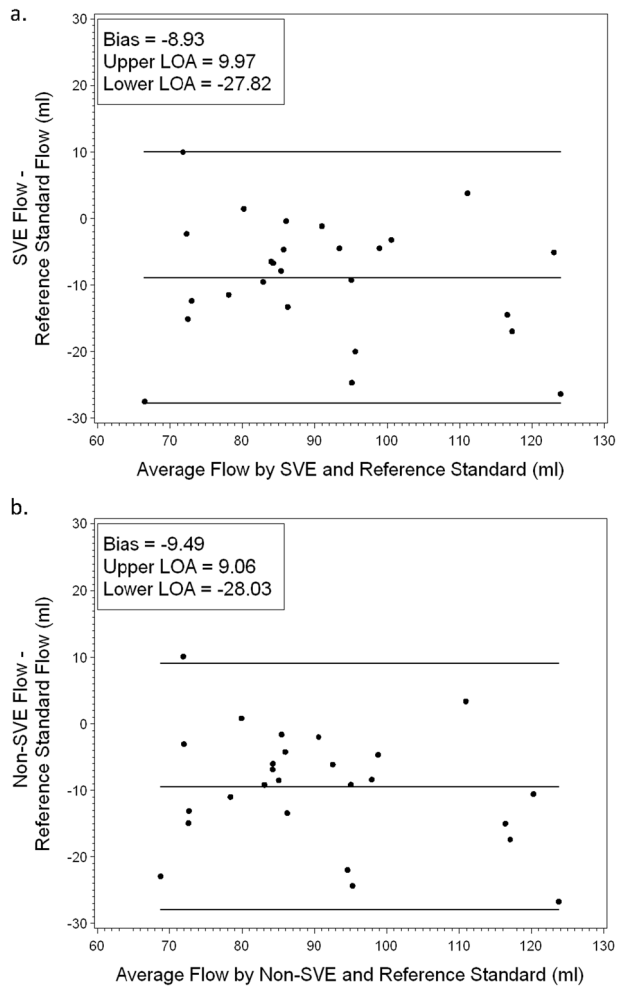 a.
Bias = -8.93
Upper LOA = 9.97
Lower LOA = -27.82
SVE Flow -
Reference Standard Flow (ml)
30
20
10
0
-10
-20
-30
60 70 80 90 100 110 120 130
Average Flow by SVE and Reference Standard (ml)
b.
Bias = -9.49
Upper LOA = 9.06
Lower LOA = -28.03
Non-SVE Flow -
Reference Standard Flow (ml)
30
20
10
0
-10
-20
-30
60 70 80 90 100 110 120 130
Average Flow by Non-SVE and Reference Standard (ml)